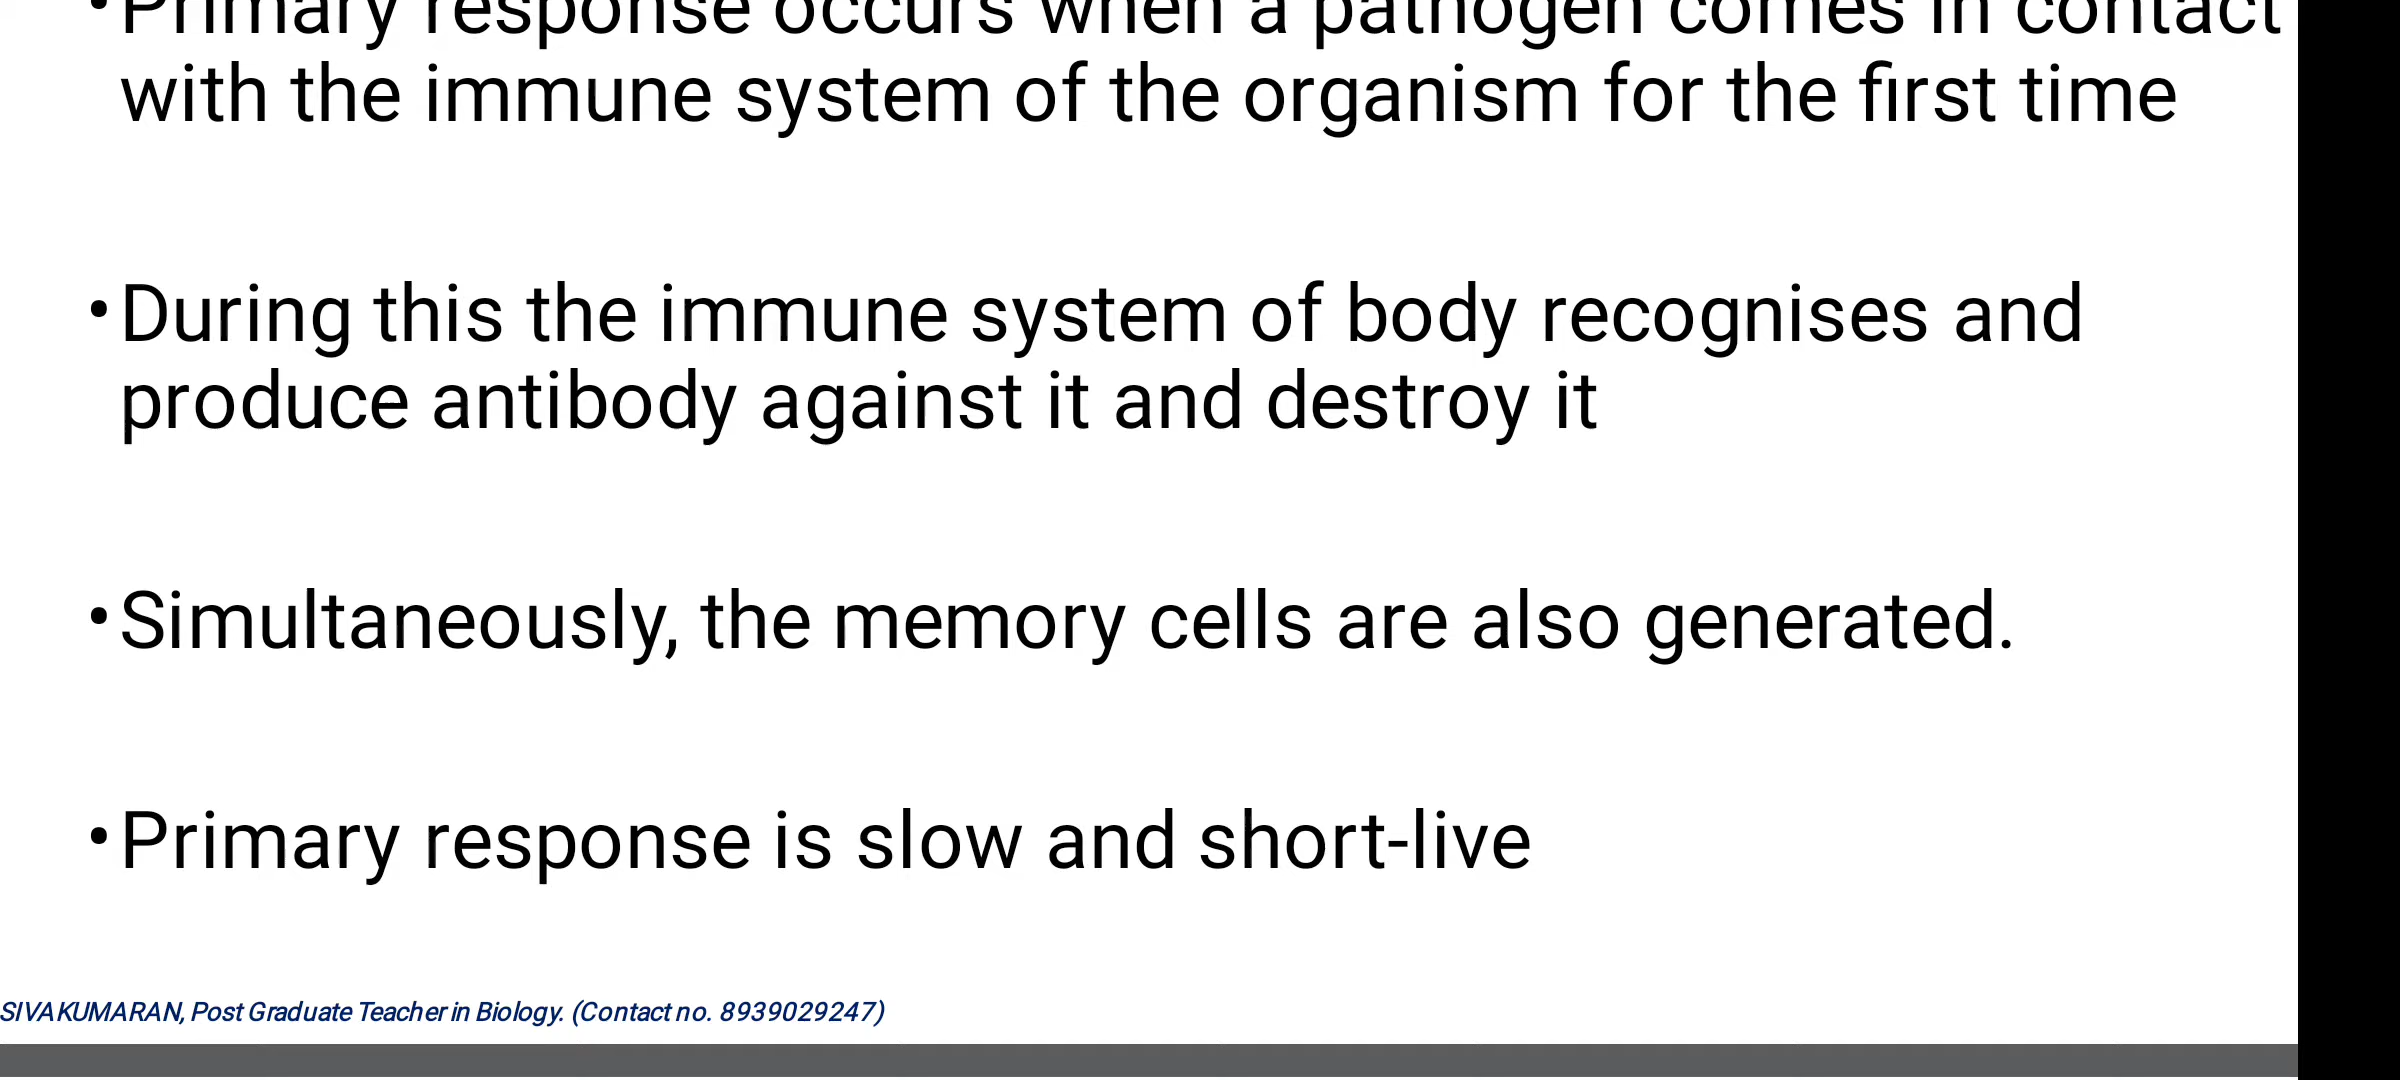 •Primary response occurs when a pathogen comes in contact
with the immune system of the organism for the first time
•During this the immune system of body recognises and
produce antibody against it and destroy it
•Simultaneously, the memory cells are also generated.
•Primary response is slow and short-live
SIVAKUMARAN, Post Graduate Teacher in Biology. (Contact no. 8939029247)